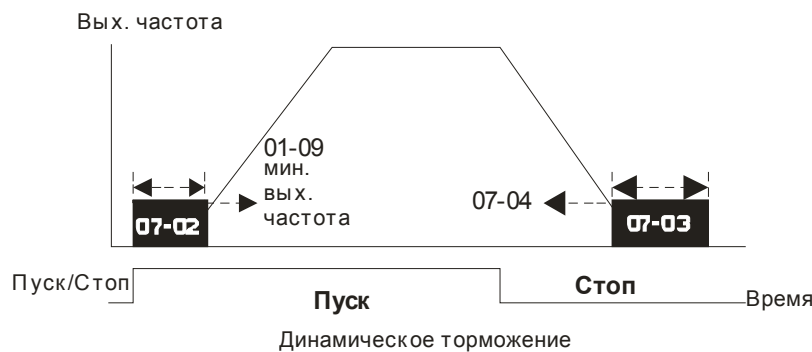 Вых. частота
01-09
мин.
вых.
частота
07-04
07-02
07-03
Пуск/Стоп
Пуск
Стоп
Время
Динамическое торможение